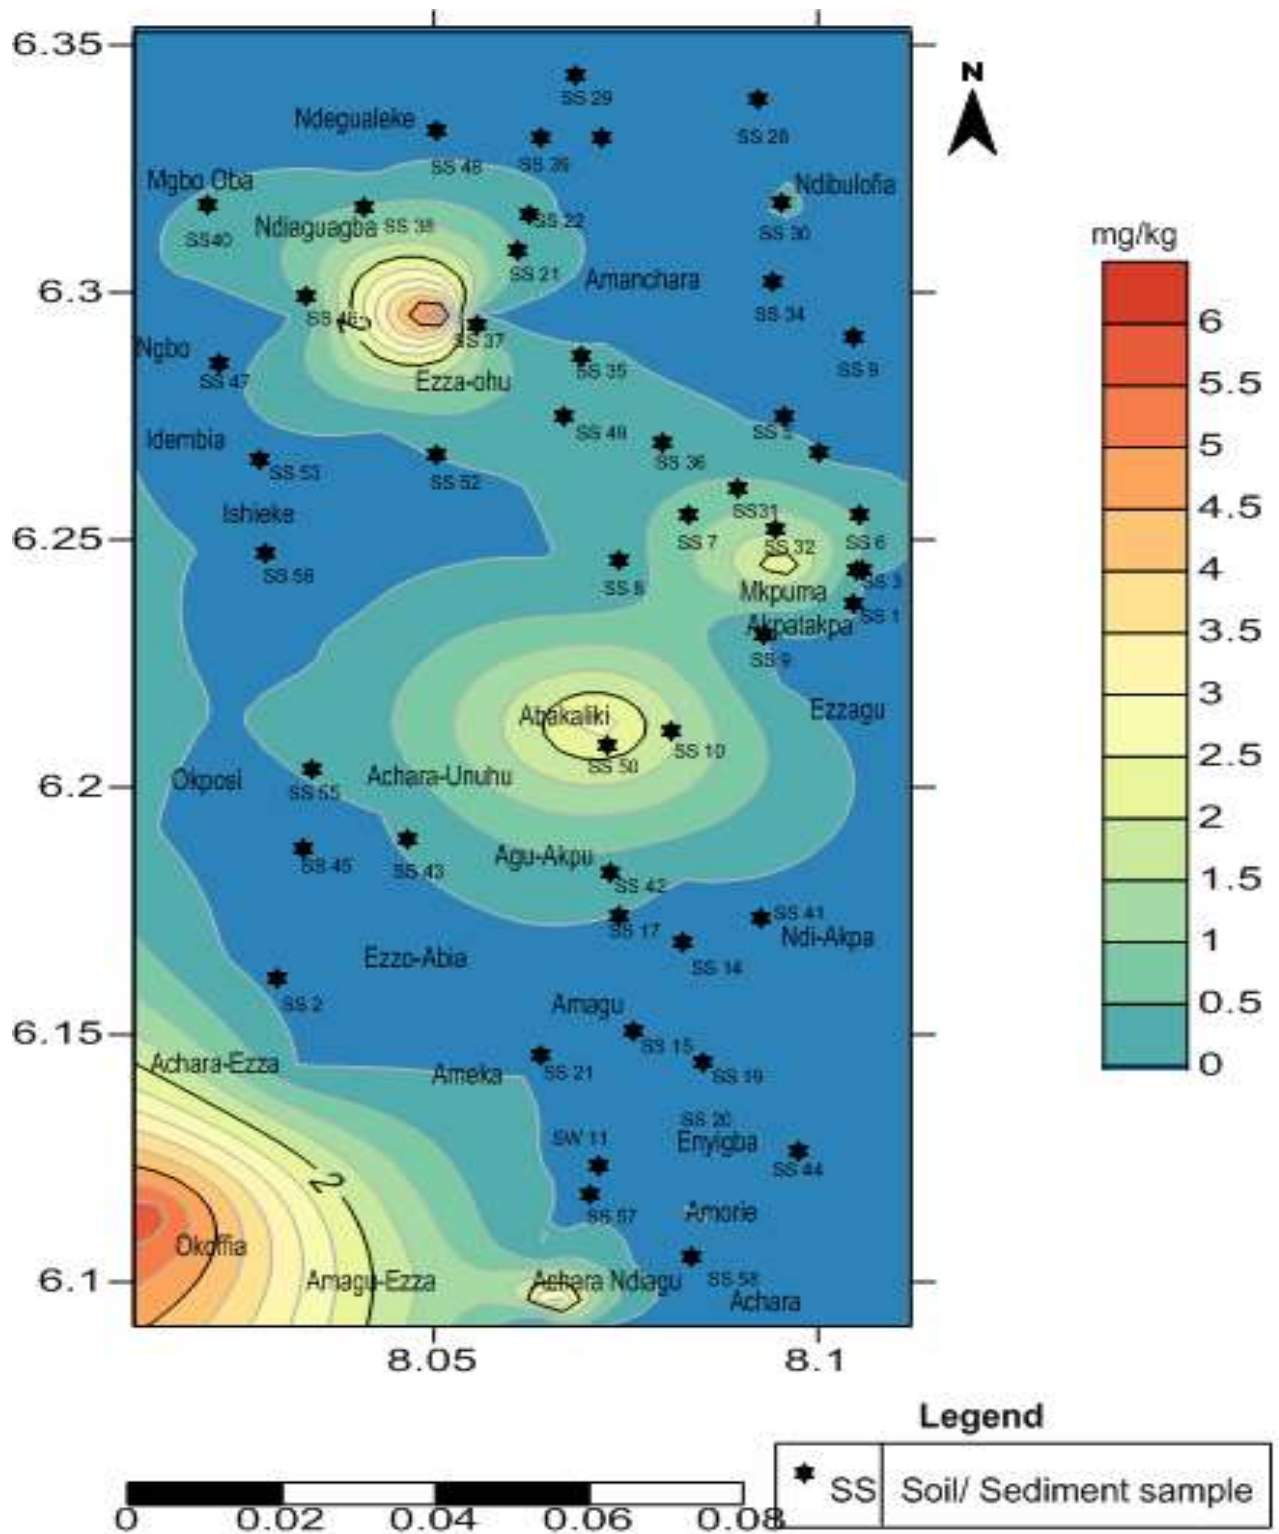 6.35
N
SS 29
SS 28
Ndegualeke
SS 48
SS 39
Mgbo Oba
Ndibuloña
SS40
Ndiaguagba
SS 38
SS 22
SS 30
mg/kg
SS 21
Amanchara
6.3
SS 34
SS 46
2
SS 37
Ngbo
SS 47
Ezza-ohu
SS 35
SS 9
6
5.5
5
4.5
4
3.5
3
2.5
2
1.5
1
0.5
0
Idembia
SS 49
SS 5
SS 53
SS 52
SS 36
Ishieke
SS31
6.25
SS 7
SS 32
SS 6
SS 56
SS 8
SS 3
Mkpuma
SS 1
Akpatakpa
SS 9
Ezzagu
Abakaliki
SS 10
SS 50
6.2
Okposi
SS 55
Achara-Unuhu
SS 45
SS 43
Agu-Akpu
SS 42
SS 41
SS 17
Ndi-Akpa
Ezzo-Abia
SS 14
SS 2
Amagu
6.15
SS 15
Achara-Ezza
Ameka
SS 21
SS 19
SS 20
SW 11
Enyigba
SS 44
2
SS 57
Amorie
Okoffia
6.1
Amagu-Ezza
Achara Ndiagu
SS 58
Achara
8.05
8.1
Legend
SS
Soil/ Sediment sample
0
0.02
0.04
0.06
0.08